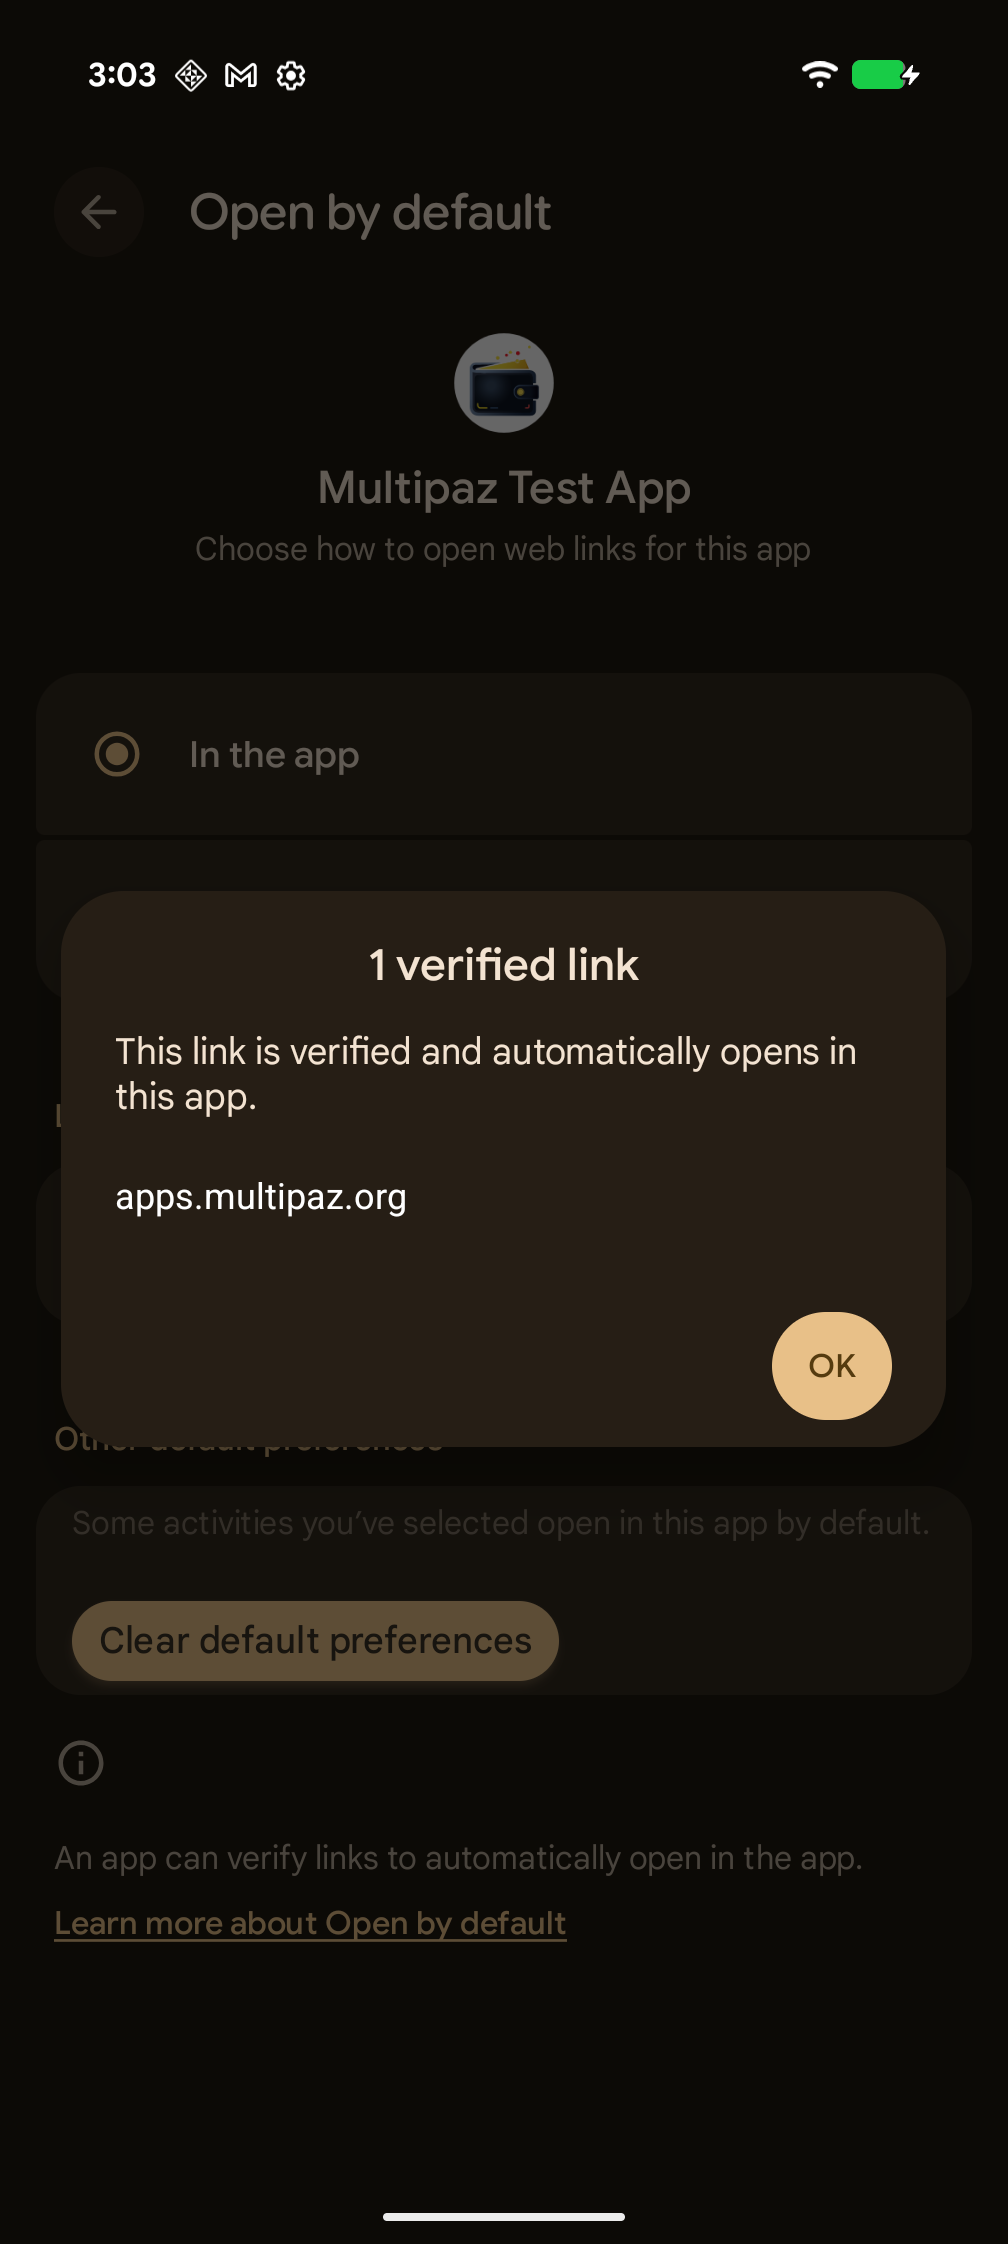 3:03
Open by default
Multipaz Test App
Choose how to open web links for this app
In the app
1 verified link
This link is verified and automatically opens in
this app.
apps.multipaz.org
OK
Other default preferences
Some activities you’ve selected open in this app by default.
Clear default preferences
An app can verify links to automatically open in the app.
Learn more about Open by default